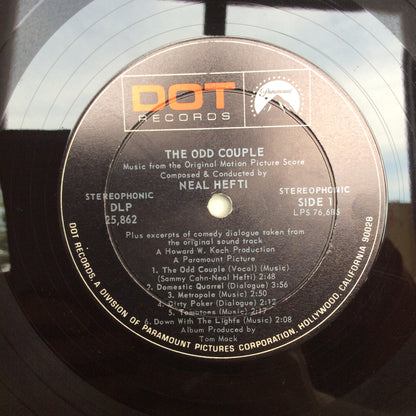 DOT
RECORDS
Paramount
THE ODD COUPLE
Music from the Original Motion Picture Score
Composed & Conducted by
NEAL HEFTI
STEREOPHONIC
DLP
25,862
STEREOPHONIC
SIDE 1
LPS 76,685
Plus excerpts of comedy dialogue taken from
the original sound track
A Howard W. Koch Production
A Paramount Picture
1. The Odd Couple (Vocal) (Music)
(Sammy Cahn-Neal Hefti) 2:48
2. Domestic Quarrel (Dialogue) 3:56
3. Metropole (Music) 2:50
4. Dirty Poker (Dialogue) 2:12
5. Tomatoes (Music) 2:17
6. Down With The Lights (Music) 2:08
Album Produced by
Tom Mack
DOT RECORDS, A DIVISION OF PARAMOUNT PICTURES CORPORATION, HOLLYWOOD, CALIFORNIA 90028